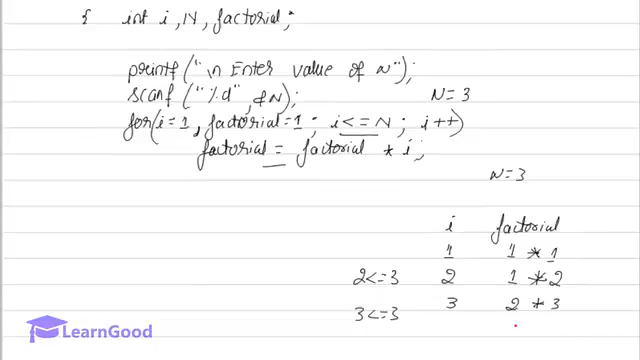 { int i, N, factorial;
printf("\n Enter value of N");
scanf("%d", &N);
N=3
for(i=1, factorial=1; i<=N; i++)
factorial = factorial * i;
N=3
i factorial
1 1 * 1
2<=3 2 1 * 2
3<=3 3 2 * 3
LearnGood